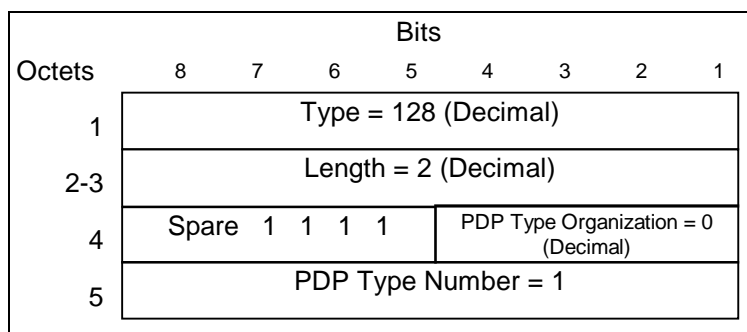 Bits
Octets 8 7 6 5 4 3 2 1
1 Type = 128 (Decimal)
2-3 Length = 2 (Decimal)
4 Spare 1 1 1 1 PDP Type Organization = 0
(Decimal)
5 PDP Type Number = 1